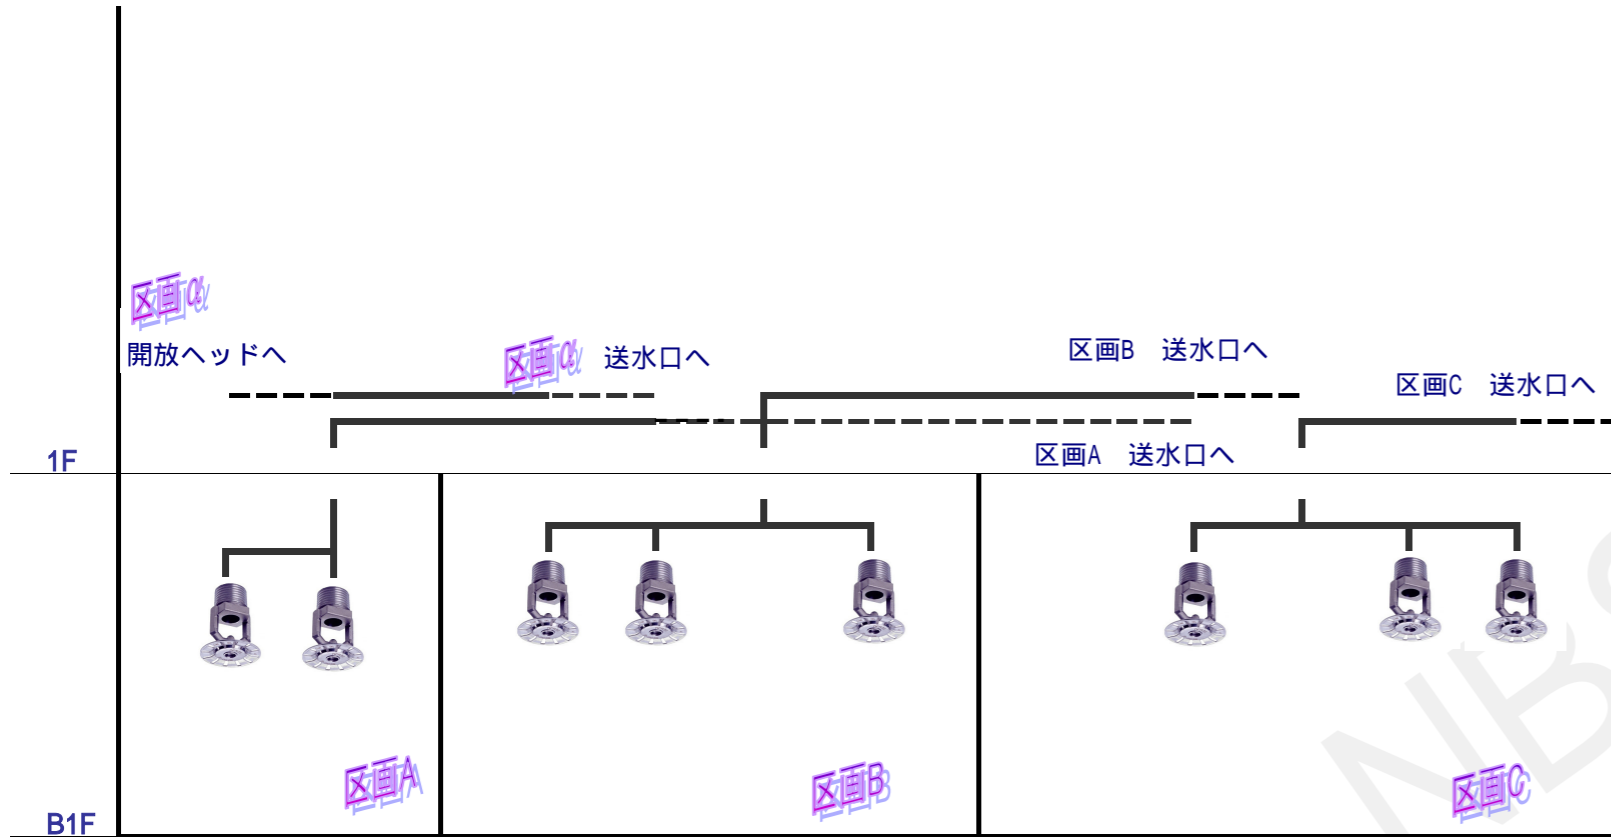 区画α
開放ヘッドへ
区画α 送水口へ
区画B 送水口へ
区画C 送水口へ
区画A 送水口へ
1F
区画A
区画B
区画C
B1F